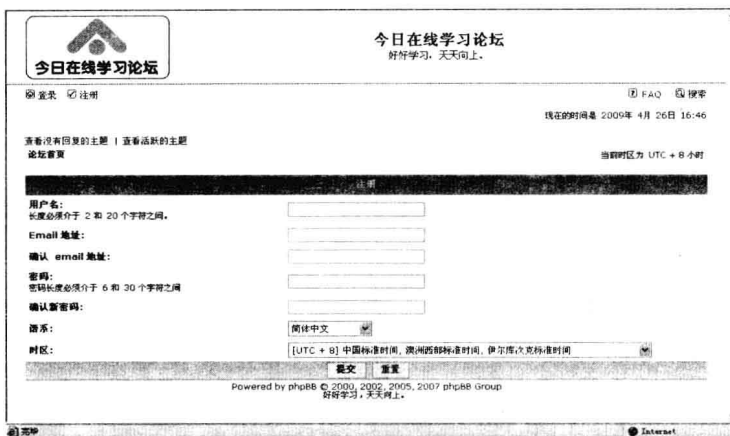 今日在线学习论坛
今日在线学习论坛
好好学习，天天向上。
登录 注册
FAQ 搜索
现在的时间是 2009年 4月 26日 16:46
查看没有回复的主题 | 查看活跃的主题
论坛首页
当前时区为 UTC + 8 小时
注册
用户名:
长度必须介于 2 和 20 个字符之间。
Email 地址:
确认 email 地址:
密码:
密码长度必须介于 6 和 30 个字符之间
确认新密码:
语系:
简体中文
时区:
[UTC + 8] 中国标准时间, 澳洲西部标准时间, 伊尔库次克标准时间
提交 重置
Powered by phpBB © 2000, 2002, 2005, 2007 phpBB Group
好好学习，天天向上。
完毕
Internet